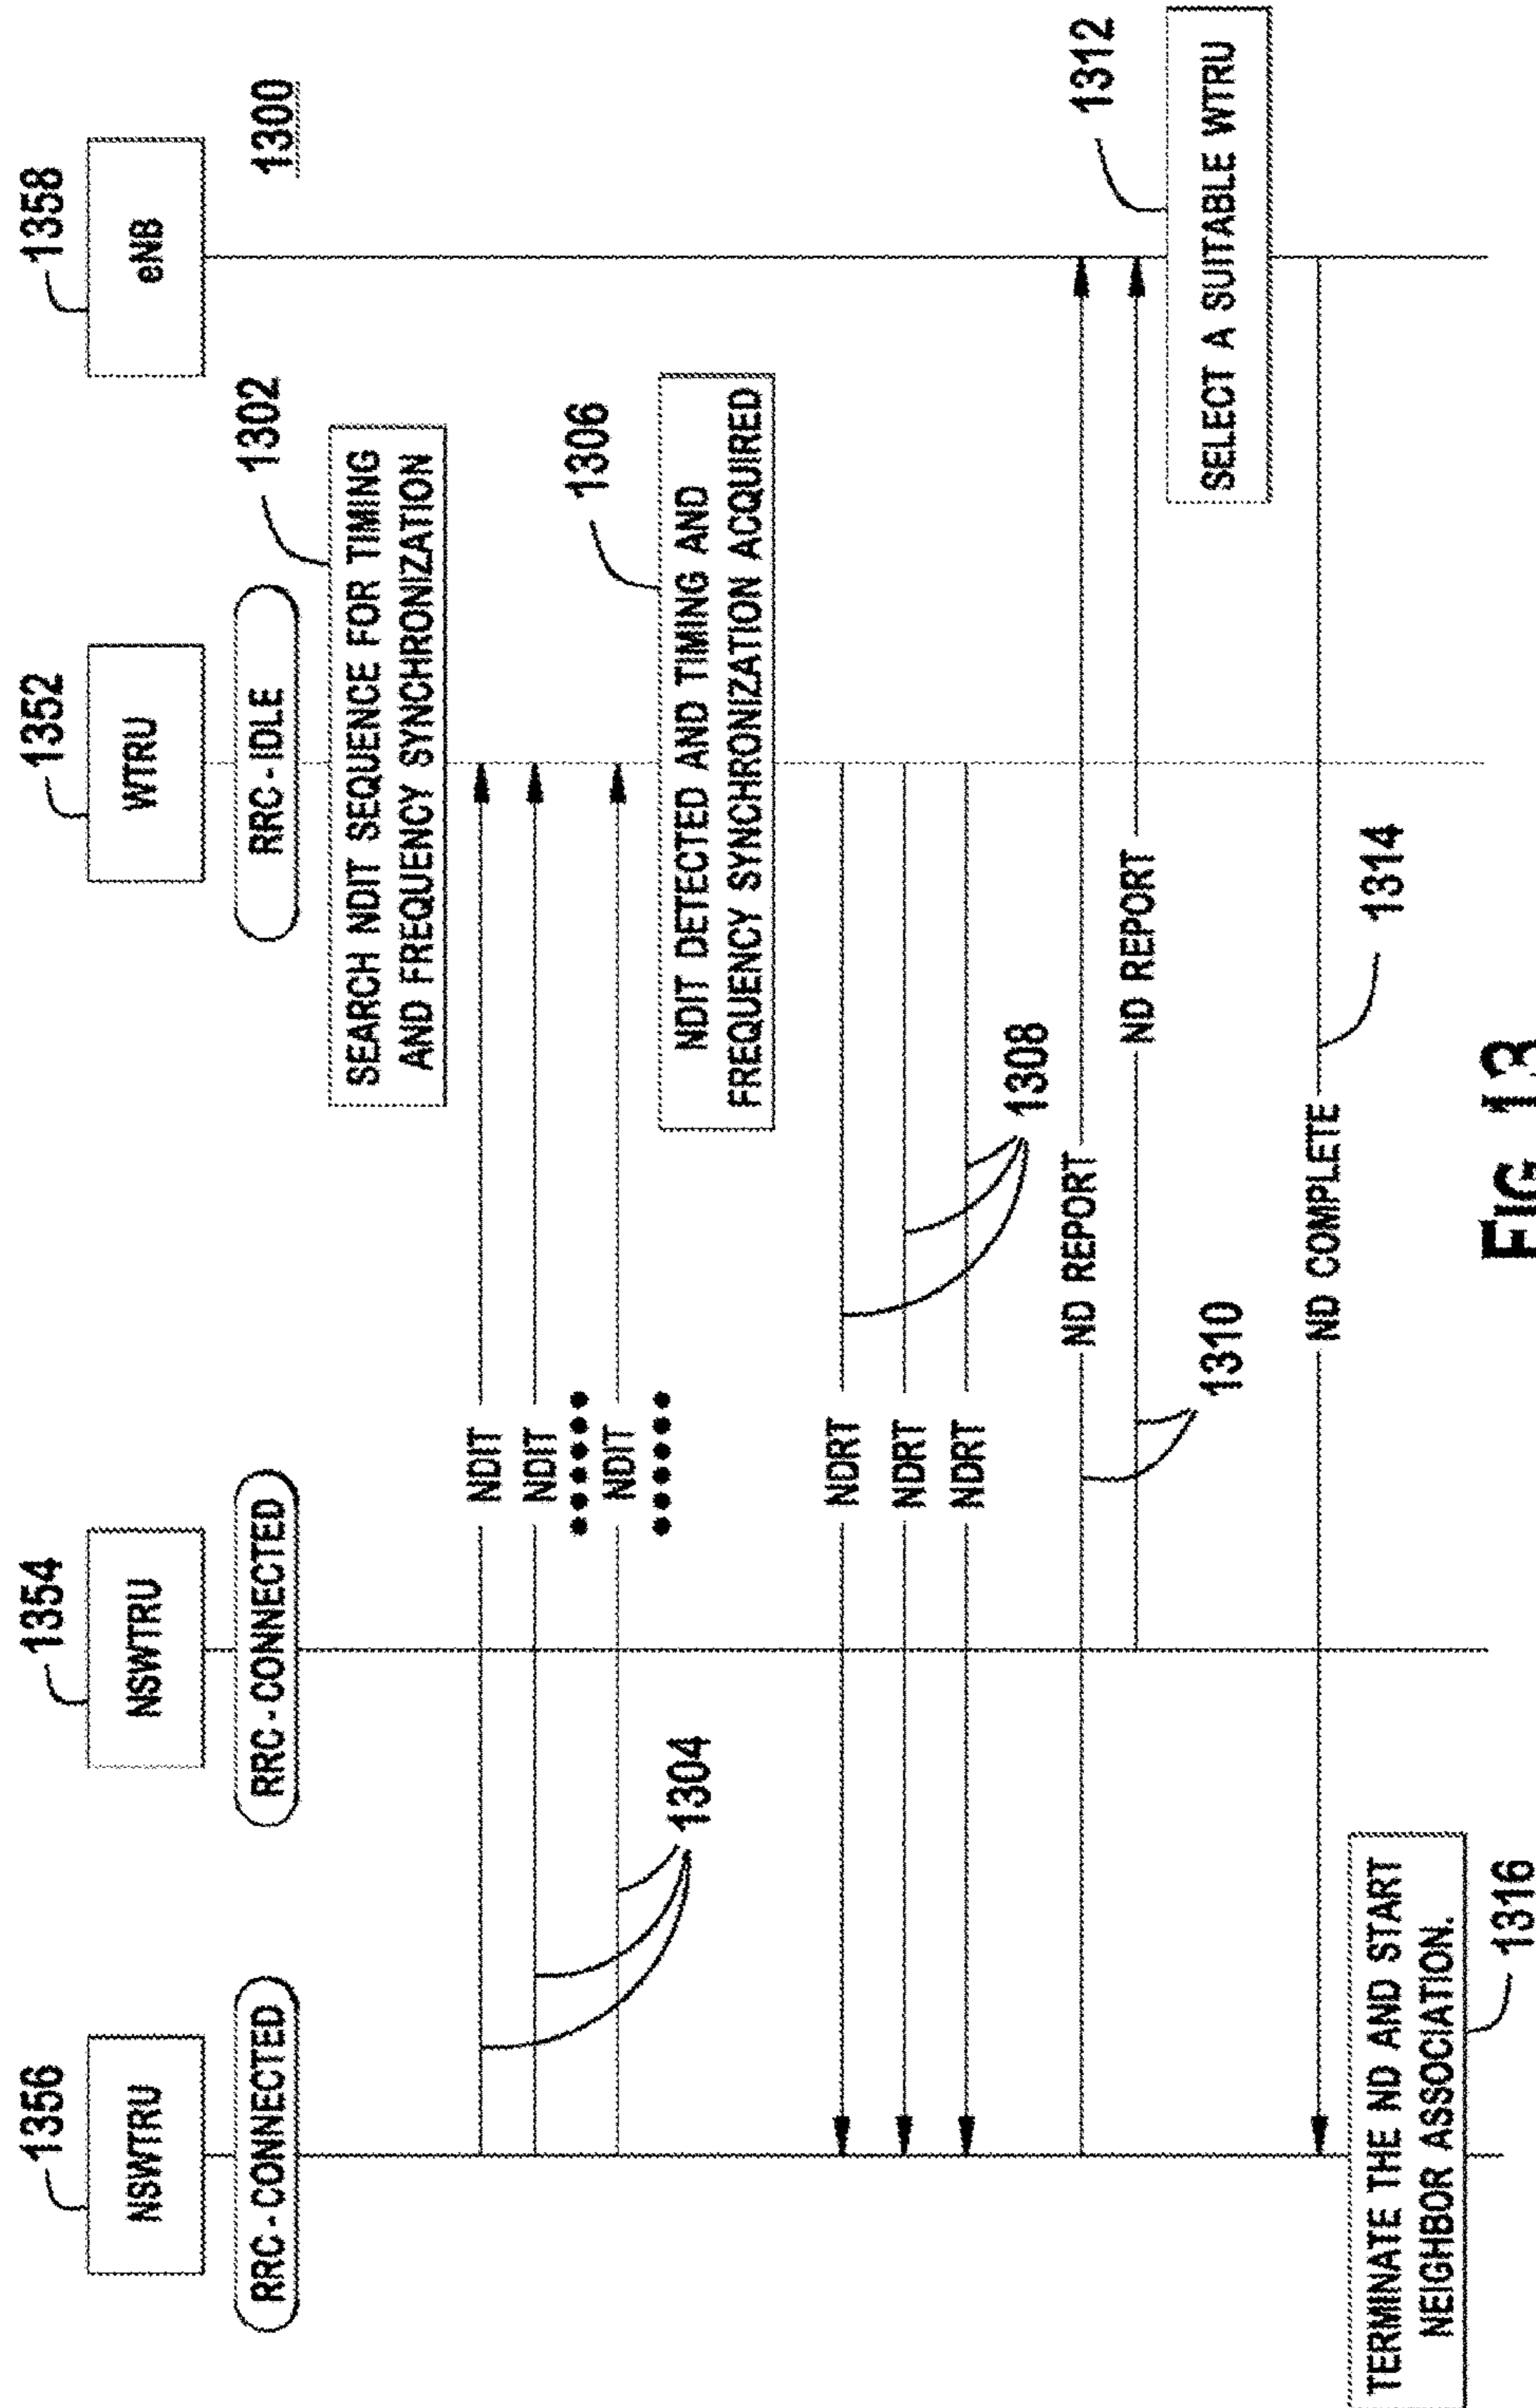 1356
1354
1352
1358
NSWTRU
NSWTRU
WTRU
eNB
RRC-CONNECTED
RRC-CONNECTED
RRC-IDLE
1300
1302
SEARCH NDIT SEQUENCE FOR TIMING
AND FREQUENCY SYNCHRONIZATION
NDIT
NDIT
NDIT
1304
1306
NDIT DETECTED AND TIMING AND
FREQUENCY SYNCHRONIZATION ACQUIRED
NDRT
NDRT
NDRT
1308
ND REPORT
ND REPORT
1310
1312
SELECT A SUITABLE WTRU
ND COMPLETE
1314
TERMINATE THE ND AND START
NEIGHBOR ASSOCIATION.
1316
FIG. 13